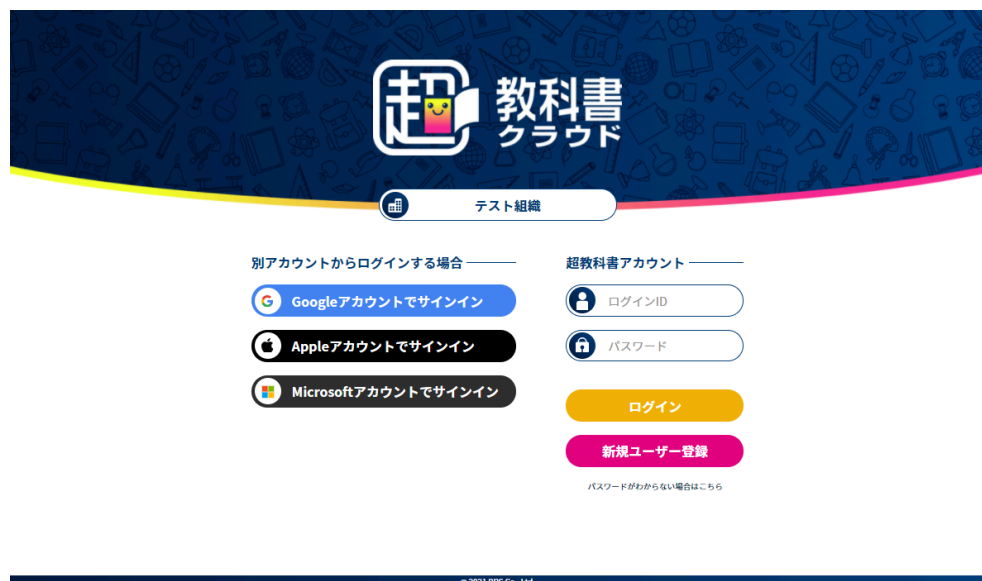 超 教科書
クラウド
テスト組織
別アカウントからログインする場合
Googleアカウントでサインイン
Appleアカウントでサインイン
Microsoftアカウントでサインイン
超教科書アカウント
ログインID
パスワード
ログイン
新規ユーザー登録
パスワードがわからない場合はこちら